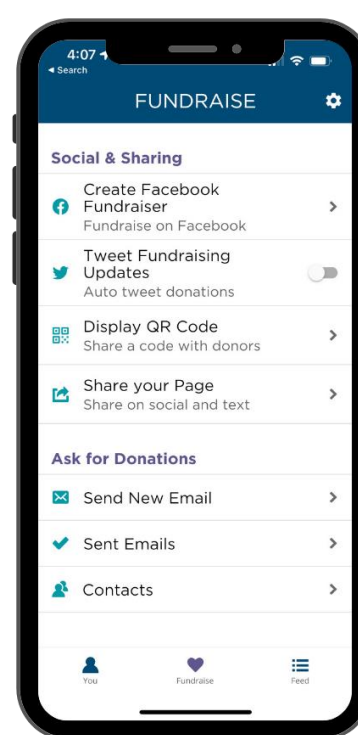 4:07
Search
FUNDRAISE
Social & Sharing
Create Facebook
Fundraiser
Fundraise on Facebook
Tweet Fundraising
Updates
Auto tweet donations
Display QR Code
Share a code with donors
Share your Page
Share on social and text
Ask for Donations
Send New Email
Sent Emails
Contacts
You Fundraise Feed